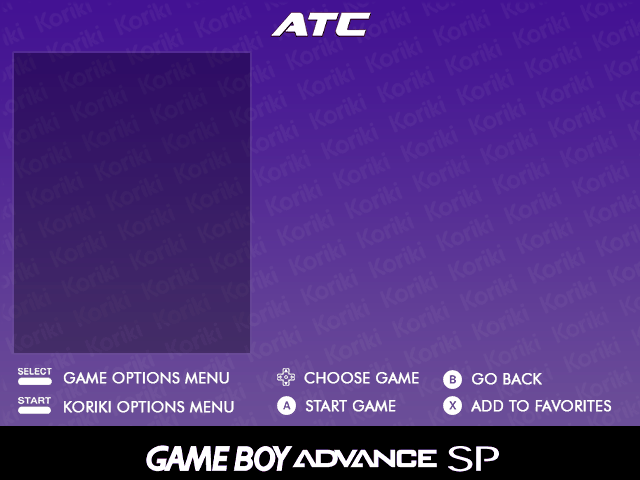 ATC
SELECT GAME OPTIONS MENU
CHOOSE GAME
B GO BACK
START KORIKI OPTIONS MENU
A START GAME
X ADD TO FAVORITES
GAME BOY ADVANCE SP
Koriki